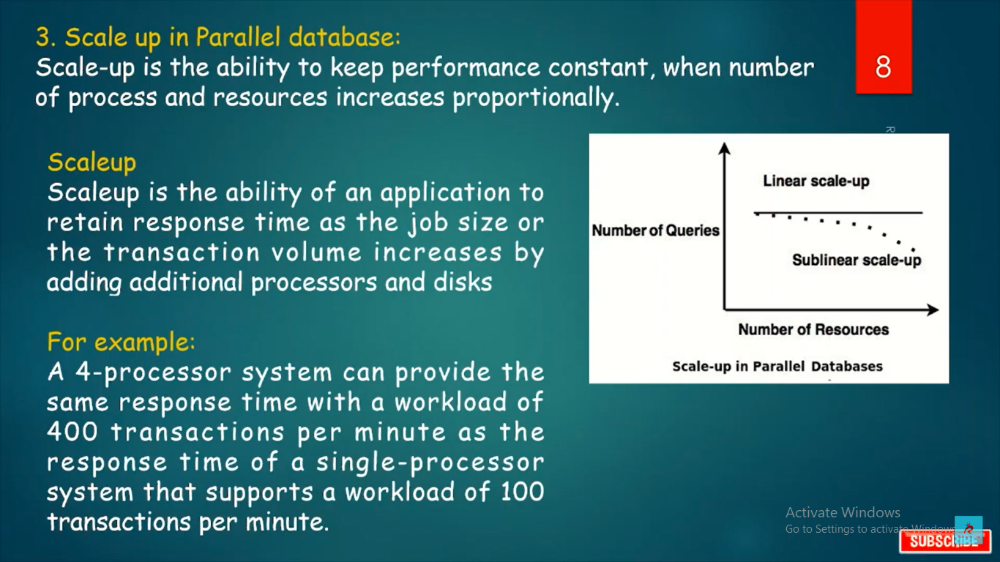 3. Scale up in Parallel database:
Scale-up is the ability to keep performance constant, when number
of process and resources increases proportionally.
8
R
Scaleup
Scaleup is the ability of an application to
retain response time as the job size or
the transaction volume increases by
adding additional processors and disks
For example:
A 4-processor system can provide the
same response time with a workload of
400 transactions per minute as the
response time of a single-processor
system that supports a workload of 100
transactions per minute.
Linear scale-up
Number of Queries
Sublinear scale-up
Number of Resources
Scale-up in Parallel Databases
Activate Windows
Go to Settings to activate Windows
SUBSCRIBE